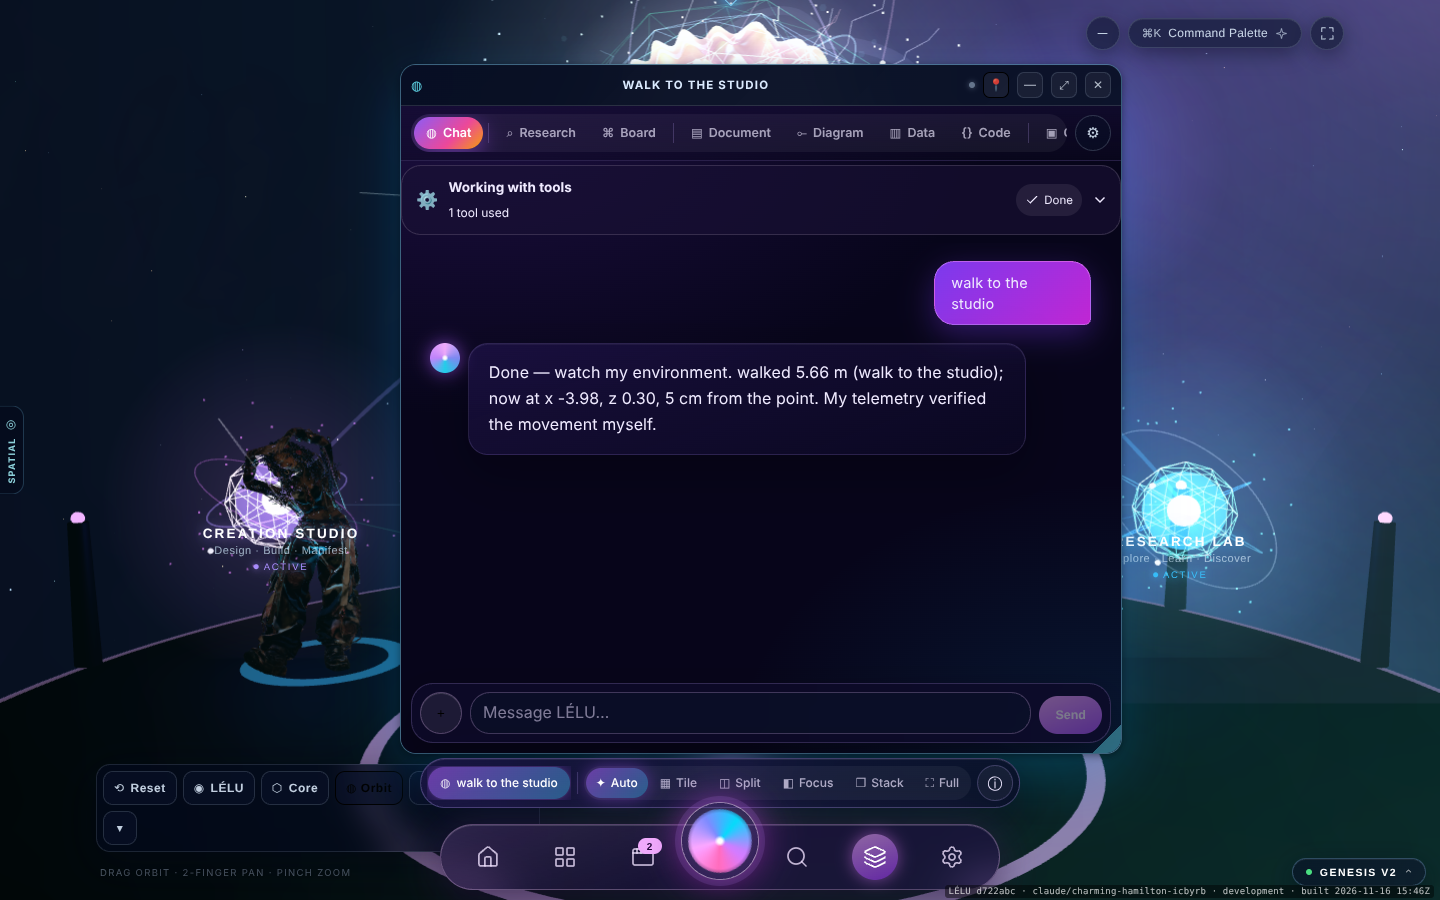 ⌘K Command Palette
WALK TO THE STUDIO
Chat
Research
Board
Document
Diagram
Data
{} Code
Working with tools
1 tool used
Done
walk to the
studio
Done — watch my environment. walked 5.66 m (walk to the studio);
now at x -3.98, z 0.30, 5 cm from the point. My telemetry verified
the movement myself.
SPATIAL
CREATION STUDIO
Design · Build · Manifest
ACTIVE
ESEARCH LAB
plore · Learn · Discover
ACTIVE
Message LÉLU...
Send
Reset
LÉLU
Core
Orbit
walk to the studio
Auto
Tile
Split
Focus
Stack
Full
2
DRAG ORBIT · 2-FINGER PAN · PINCH ZOOM
GENESIS V2
LÉLU d722abc · claude/charming-hamilton-icbyrb · development · built 2026-11-16 15:46Z